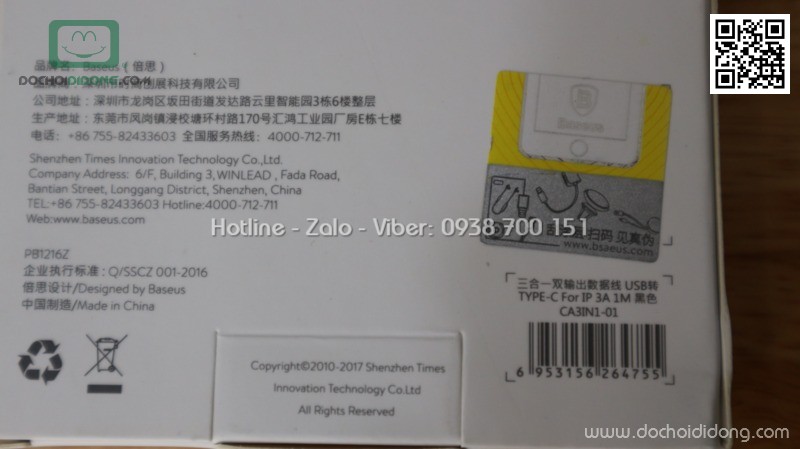 DOCHOIDIDONG.COM
品牌名: Baseus（倍思）
公司地址：深圳市龙岗区坂田街道发达路云里智能园3栋6楼整层
生产地址：东莞市凤岗镇浸校塘环村路170号汇鸿工业园厂房E栋七楼
电话：+86 755-82433603 全国服务热线：4000-712-711
Shenzhen Times Innovation Technology Co.,Ltd.
Company Address: 6/F, Building 3,WINLEAD , Fada Road,
Bantian Street, Longgang District, Shenzhen, China
TEL:+86 755-82433603 Hotline:4000-712-711
Web:www.baseus.com
PB1216Z
企业执行标准：Q/SSCZ 001-2016
倍思设计/Designed by Baseus
中国制造/Made in China
Copyright©2010-2017 Shenzhen Times
Innovation Technology Co.Ltd
All Rights Reserved
Baseus
扫码 见真伪
www.bsaeus.com
三合一双输出数据线 USB转
TYPE-C For IP 3A 1M 黑色
CA3IN1-01
6 953156 264755
Hotline - Zalo - Viber: 0938 700 151
www.dochoididong.com